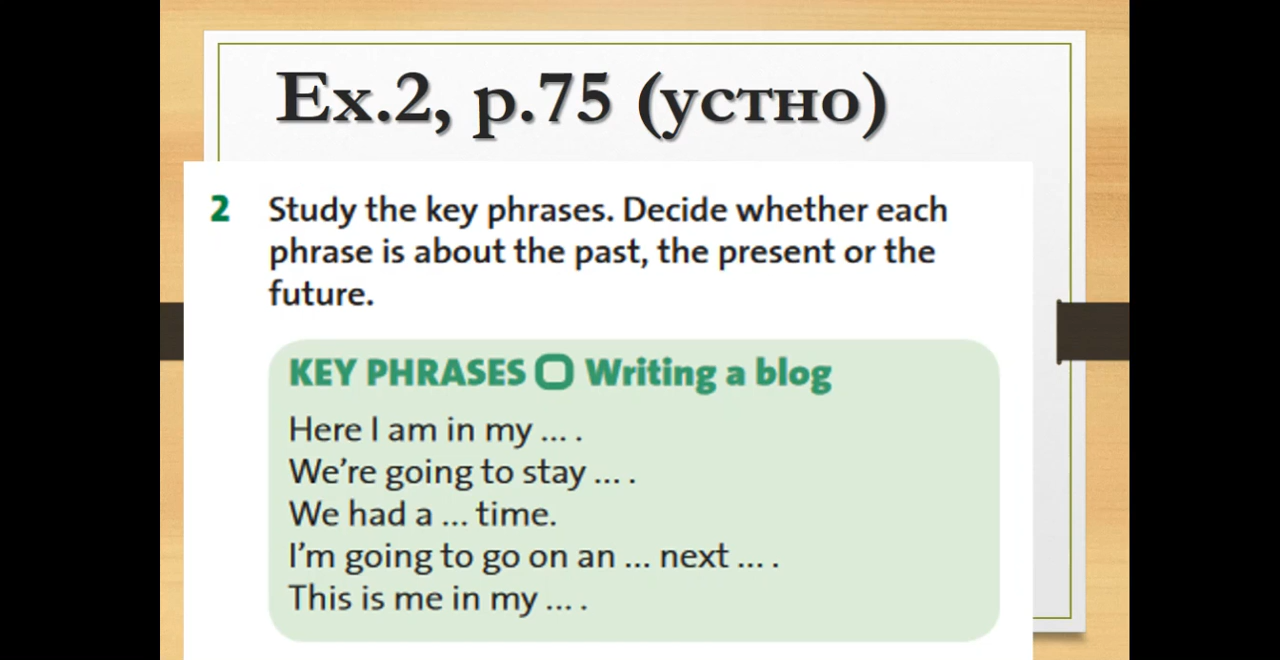 Ex.2, p.75 (устно)
2 Study the key phrases. Decide whether each
phrase is about the past, the present or the
future.
KEY PHRASES Writing a blog
Here I am in my ... .
We’re going to stay ... .
We had a ... time.
I’m going to go on an ... next ... .
This is me in my ... .